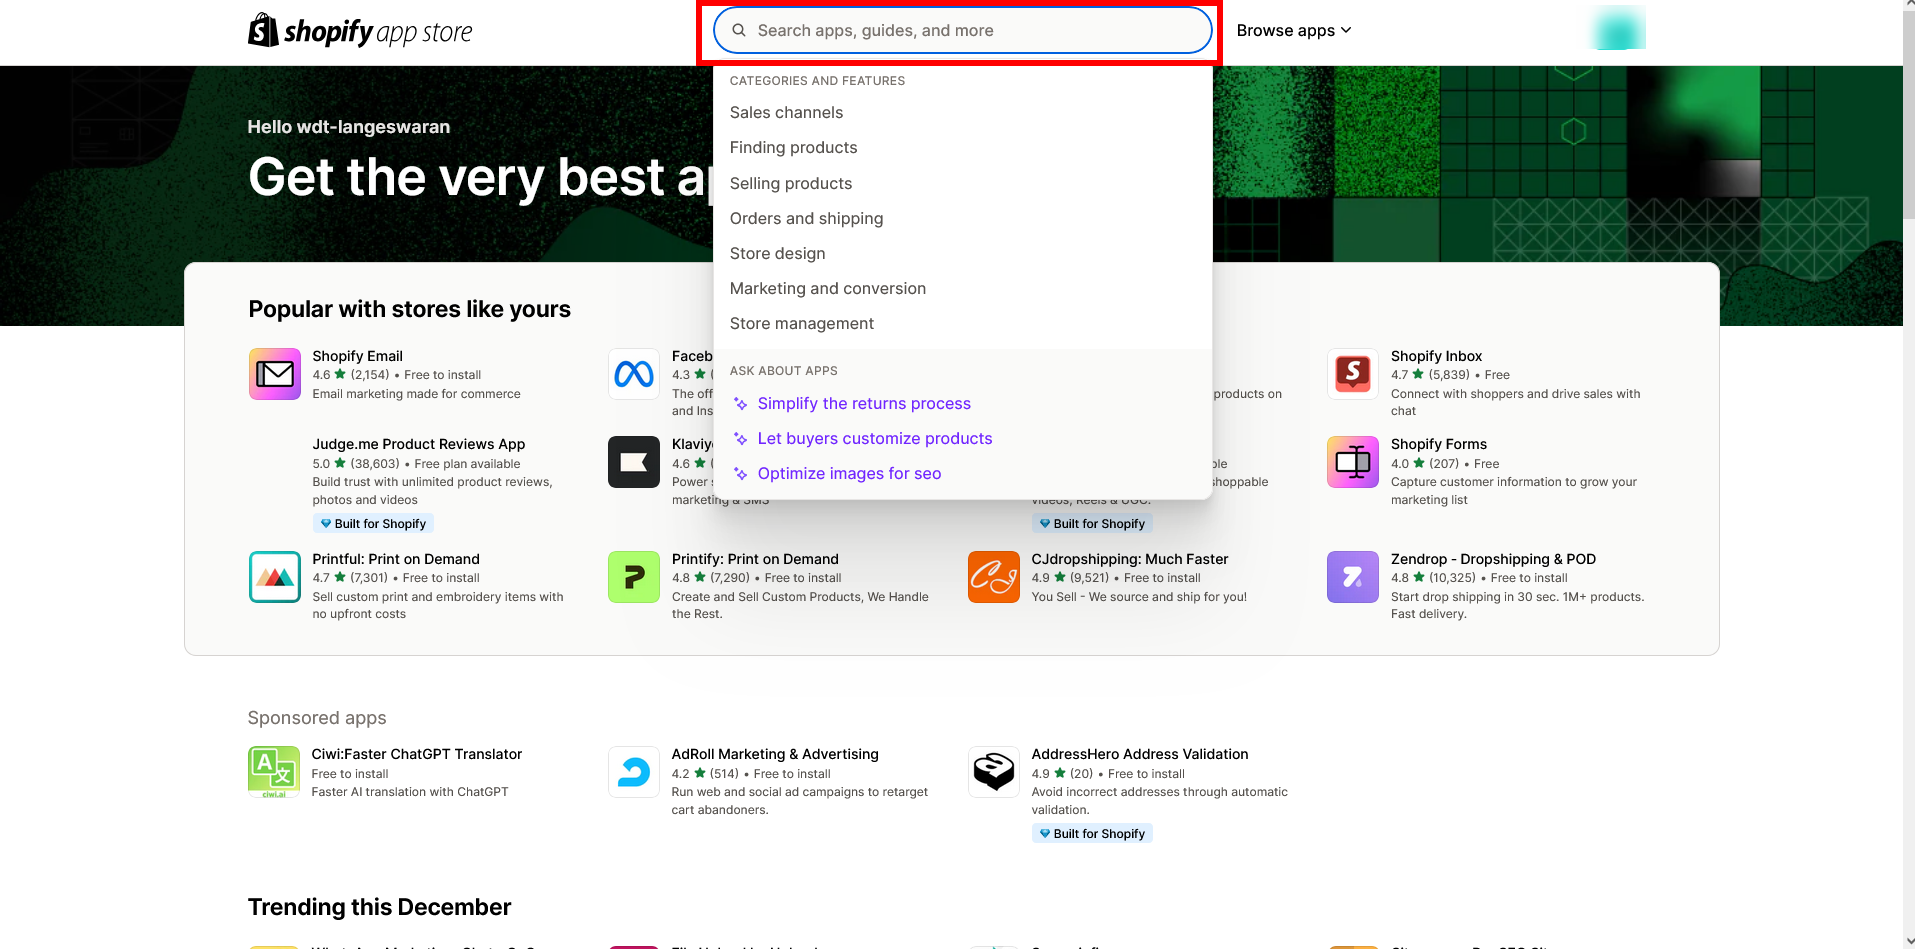 shopify app store
Search apps, guides, and more
Browse apps
CATEGORIES AND FEATURES
Sales channels
Finding products
Selling products
Orders and shipping
Store design
Marketing and conversion
Store management
ASK ABOUT APPS
Simplify the returns process
Let buyers customize products
Optimize images for seo
Hello wdt-langeswaran
Get the very best
Popular with stores like yours
Shopify Email
4.6 ★ (2,154) • Free to install
Email marketing made for commerce
Faceb
4.3 ★ (
The off
and Ins
products on
Shopify Inbox
4.7 ★ (5,839) • Free
Connect with shoppers and drive sales with
chat
Judge.me Product Reviews App
5.0 ★ (38,603) • Free plan available
Build trust with unlimited product reviews,
photos and videos
Built for Shopify
Klaviy
4.6 ★ (
Power
marketing & SMS
ble
shoppable
videos, Reels & UGC.
Built for Shopify
Shopify Forms
4.0 ★ (207) • Free
Capture customer information to grow your
marketing list
Printful: Print on Demand
4.7 ★ (7,301) • Free to install
Sell custom print and embroidery items with
no upfront costs
Printify: Print on Demand
4.8 ★ (7,290) • Free to install
Create and Sell Custom Products, We Handle
the Rest.
CJdropshipping: Much Faster
4.9 ★ (9,521) • Free to install
You Sell - We source and ship for you!
Zendrop - Dropshipping & POD
4.8 ★ (10,325) • Free to install
Start drop shipping in 30 sec. 1M+ products.
Fast delivery.
Sponsored apps
A 文
ciwi.ai
Ciwi:Faster ChatGPT Translator
Free to install
Faster AI translation with ChatGPT
AdRoll Marketing & Advertising
4.2 ★ (514) • Free to install
Run web and social ad campaigns to retarget
cart abandoners.
AddressHero Address Validation
4.9 ★ (20) • Free to install
Avoid incorrect addresses through automatic
validation.
Built for Shopify
Trending this December